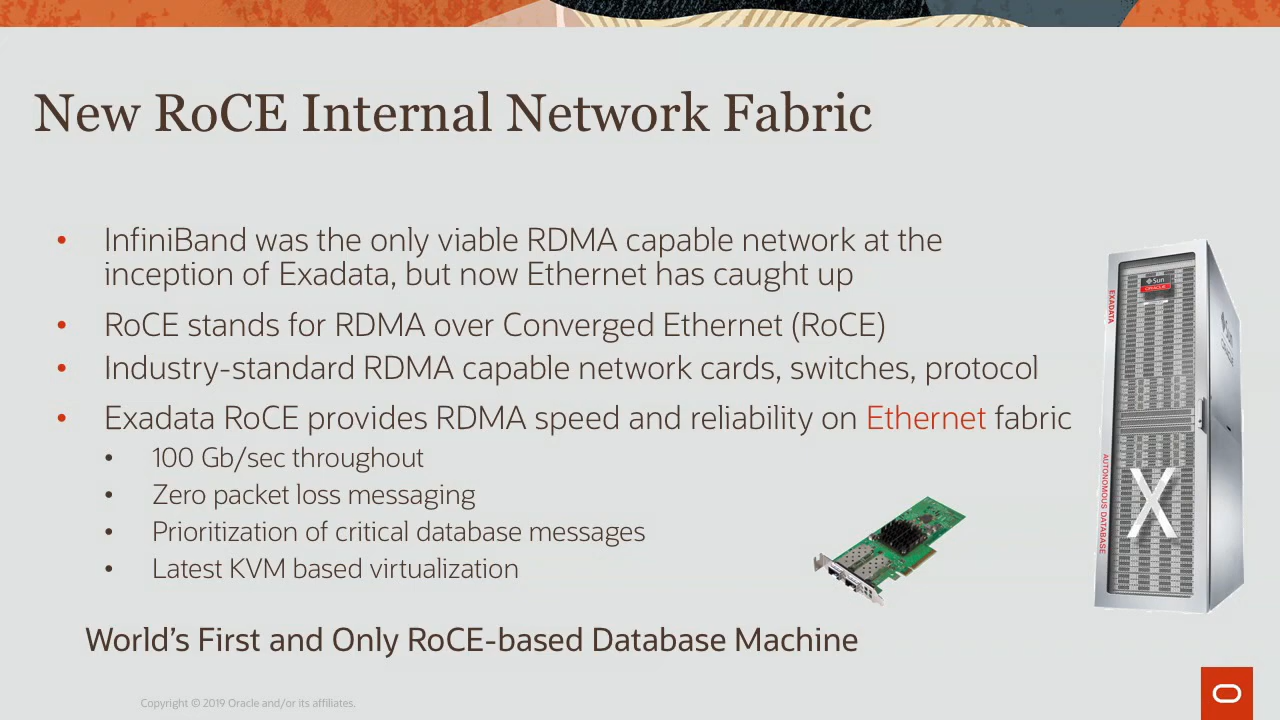 New RoCE Internal Network Fabric
• InfiniBand was the only viable RDMA capable network at the
inception of Exadata, but now Ethernet has caught up
• RoCE stands for RDMA over Converged Ethernet (RoCE)
• Industry-standard RDMA capable network cards, switches, protocol
• Exadata RoCE provides RDMA speed and reliability on Ethernet fabric
• 100 Gb/sec throughout
• Zero packet loss messaging
• Prioritization of critical database messages
• Latest KVM based virtualization
World's First and Only RoCE-based Database Machine
Sun
ORACLE
EXADATA
AUTONOMOUS DATABASE
X
Copyright © 2019 Oracle and/or its affiliates.